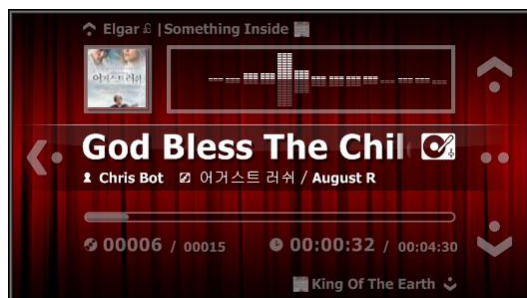 Elgar & | Something Inside
어거스트 러쉬
God Bless The Chil
Chris Bot 어거스트 러쉬 / August R
00006 / 00015 00:00:32 / 00:04:30
King Of The Earth